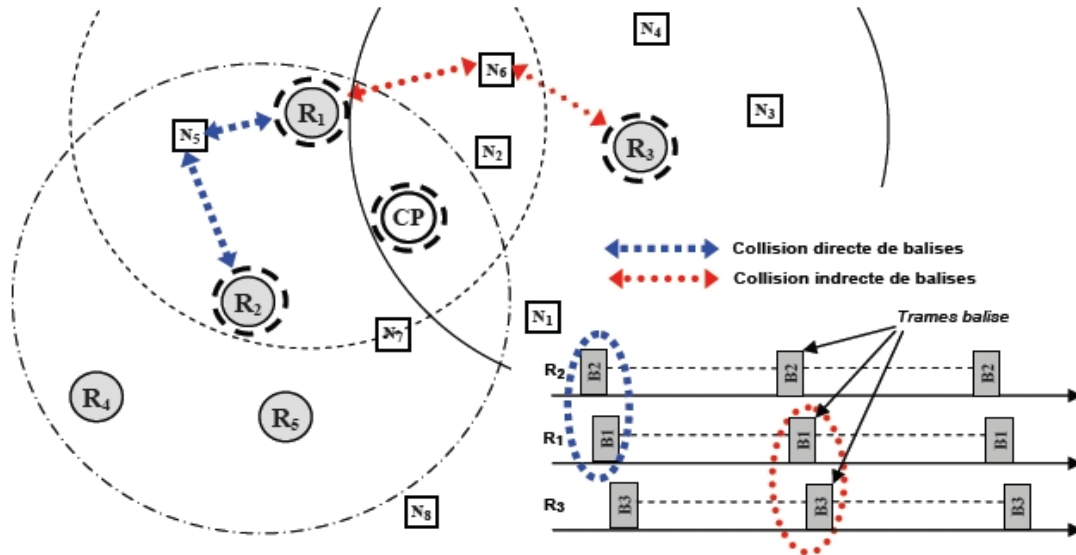 N4
N6
R1
N3
N5
N2
R3
CP
Collision directe de balises
Collision indrecte de balises
R2
N1
N7
Trames balise
R2
B2
B2
B2
R4
R5
R1
B1
B1
B1
R3
B3
B3
B3
N8